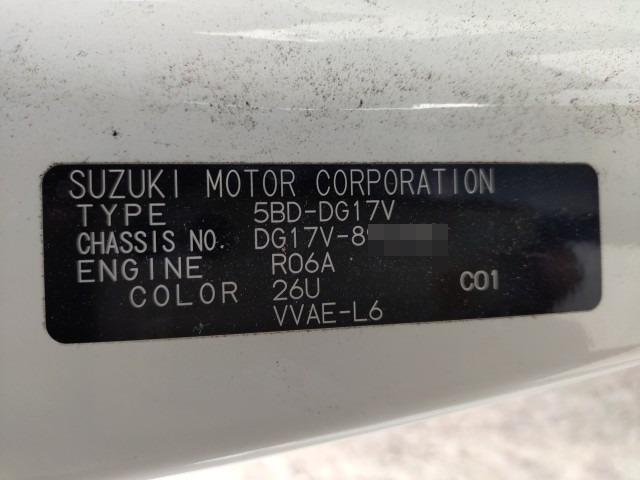 SUZUKI MOTOR CORPORATION
TYPE 5BD-DG17V
CHASSIS NO. DG17V-8
ENGINE R06A
COLOR 26U C01
VVAE-L6